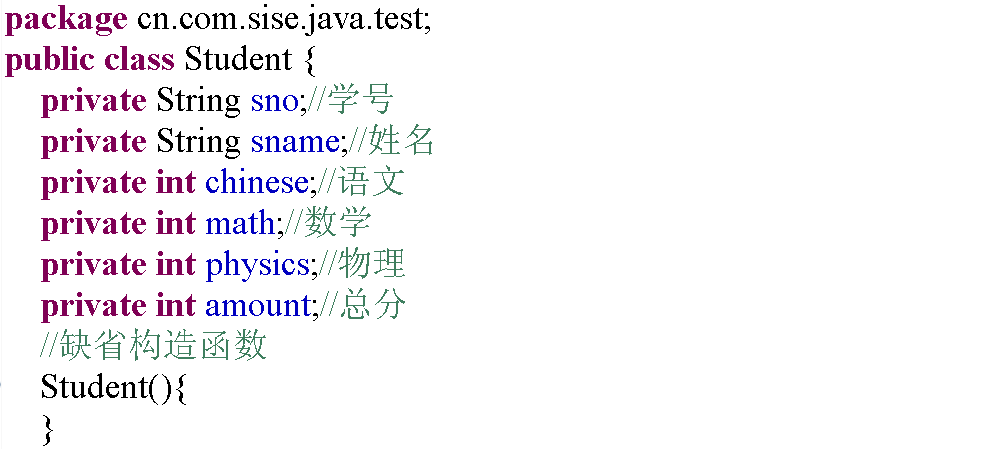 package cn.com.sise.java.test;
public class Student {
private String sno;//学号
private String sname;//姓名
private int chinese;//语文
private int math;//数学
private int physics;//物理
private int amount;//总分
//缺省构造函数
Student(){
}